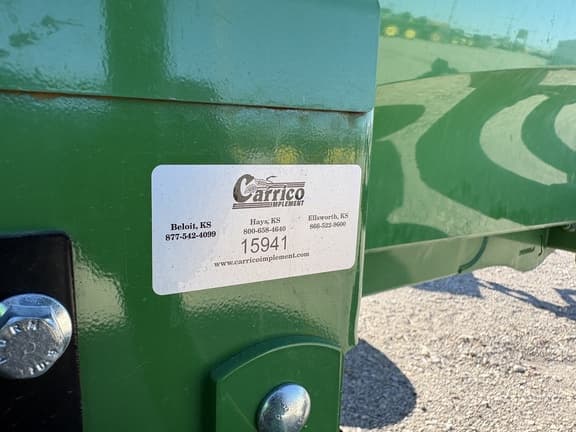 Carrico
IMPLEMENT
Beloit, KS
877-542-4099
Hays, KS
800-658-4640
Ellsworth, KS
866-522-9600
15941
www.carricoimplement.com